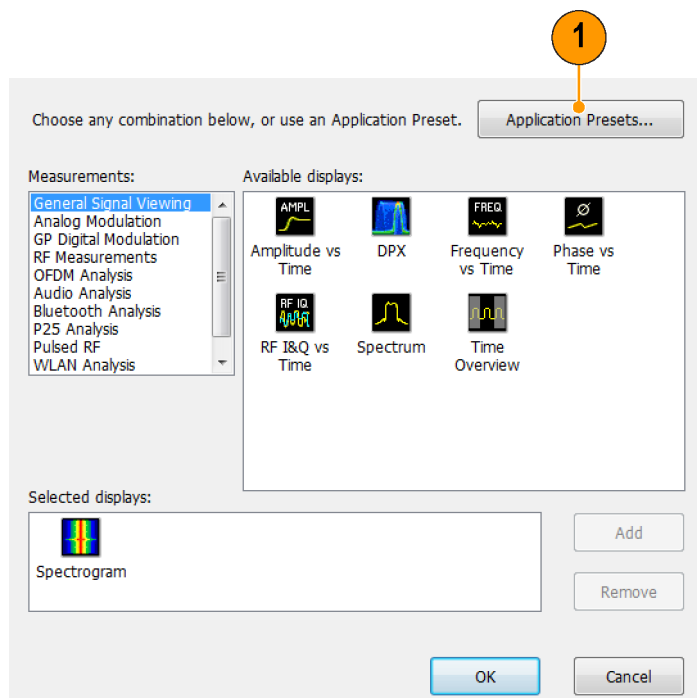 1
Choose any combination below, or use an Application Preset.
Application Presets...
Measurements:
General Signal Viewing
Analog Modulation
GP Digital Modulation
RF Measurements
OFDM Analysis
Audio Analysis
Bluetooth Analysis
P25 Analysis
Pulsed RF
WLAN Analysis
Available displays:
AMPL
Amplitude vs
Time
DPX
FREQ
Frequency
vs Time
Ø
Phase vs
Time
RF IQ
RF I&Q vs
Time
Spectrum
Time
Overview
Selected displays:
Spectrogram
Add
Remove
OK
Cancel